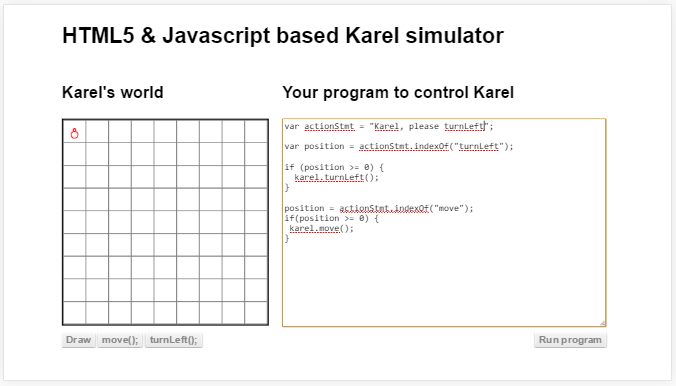 HTML5 & Javascript based Karel simulator
Karel's world
Your program to control Karel
var actionStmt = "Karel, please turnLeft";
var position = actionStmt.indexOf("turnLeft");
if (position >= 0) {
karel.turnLeft();
}
position = actionStmt.indexOf("move");
if(position >= 0) {
karel.move();
}
Draw move(); turnLeft(); Run program